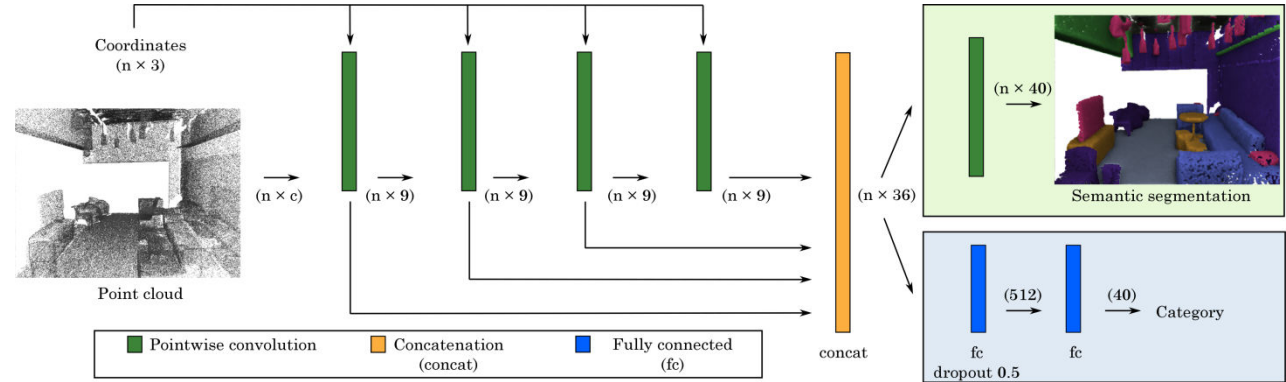 Coordinates
(n × 3)
(n × c)
(n × 9)
(n × 9)
(n × 9)
(n × 9)
(n × 36)
Point cloud
concat
(n × 40)
Semantic segmentation
(512)
(40)
Category
fc
dropout 0.5
fc
Pointwise convolution
Concatenation
(concat)
Fully connected
(fc)